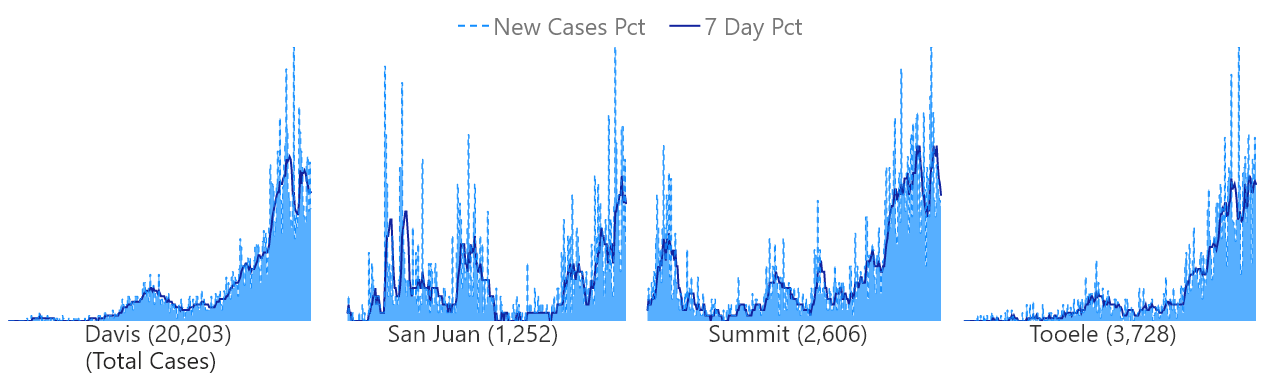 New Cases Pct 7 Day Pct
Davis (20,203) San Juan (1,252) Summit (2,606) Tooele (3,728)
(Total Cases)